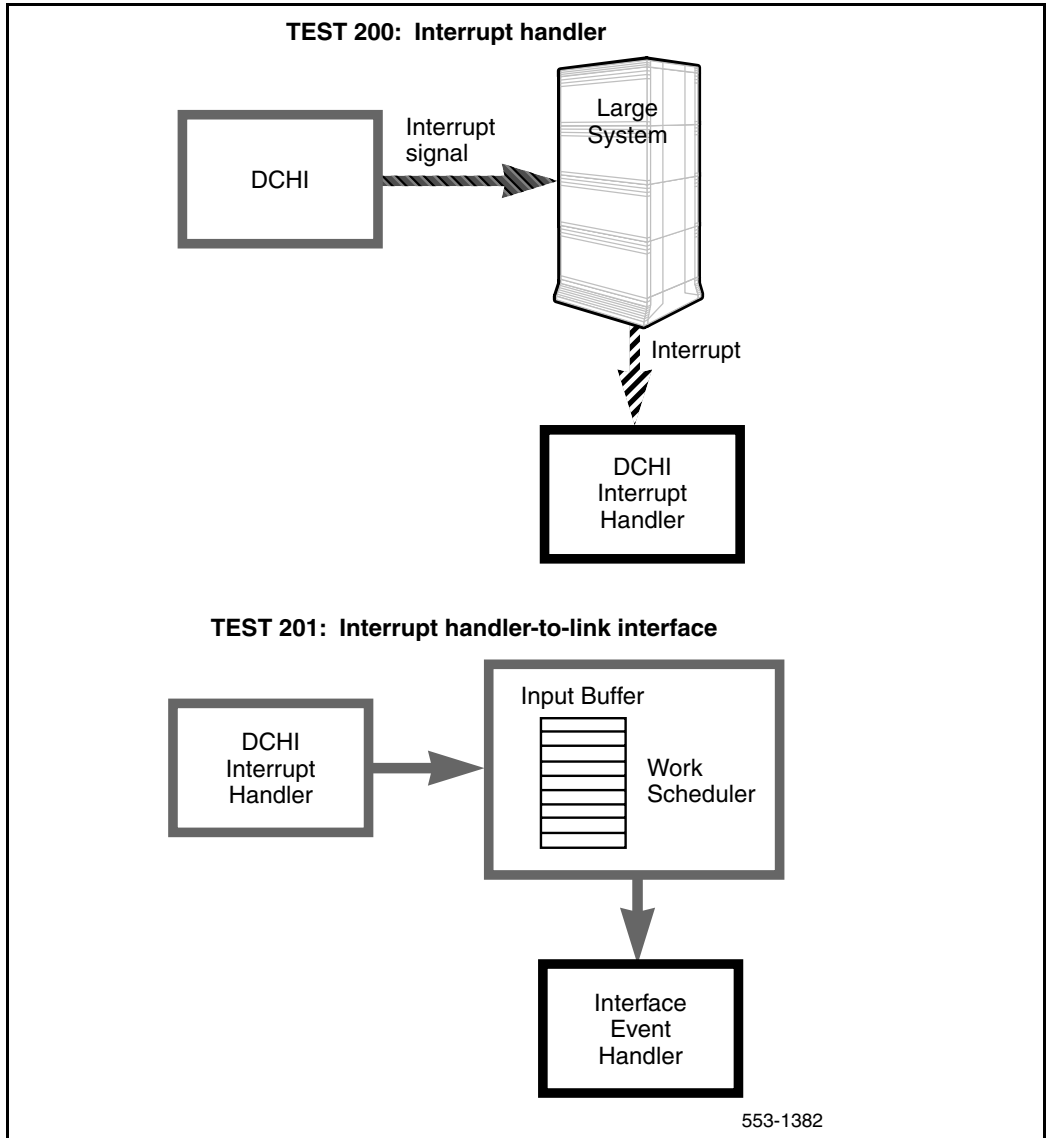 TEST 200: Interrupt handler
DCHI
Interrupt
signal
Large
System
Interrupt
DCHI
Interrupt
Handler
TEST 201: Interrupt handler-to-link interface
DCHI
Interrupt
Handler
Input Buffer
Work
Scheduler
Interface
Event
Handler
553-1382